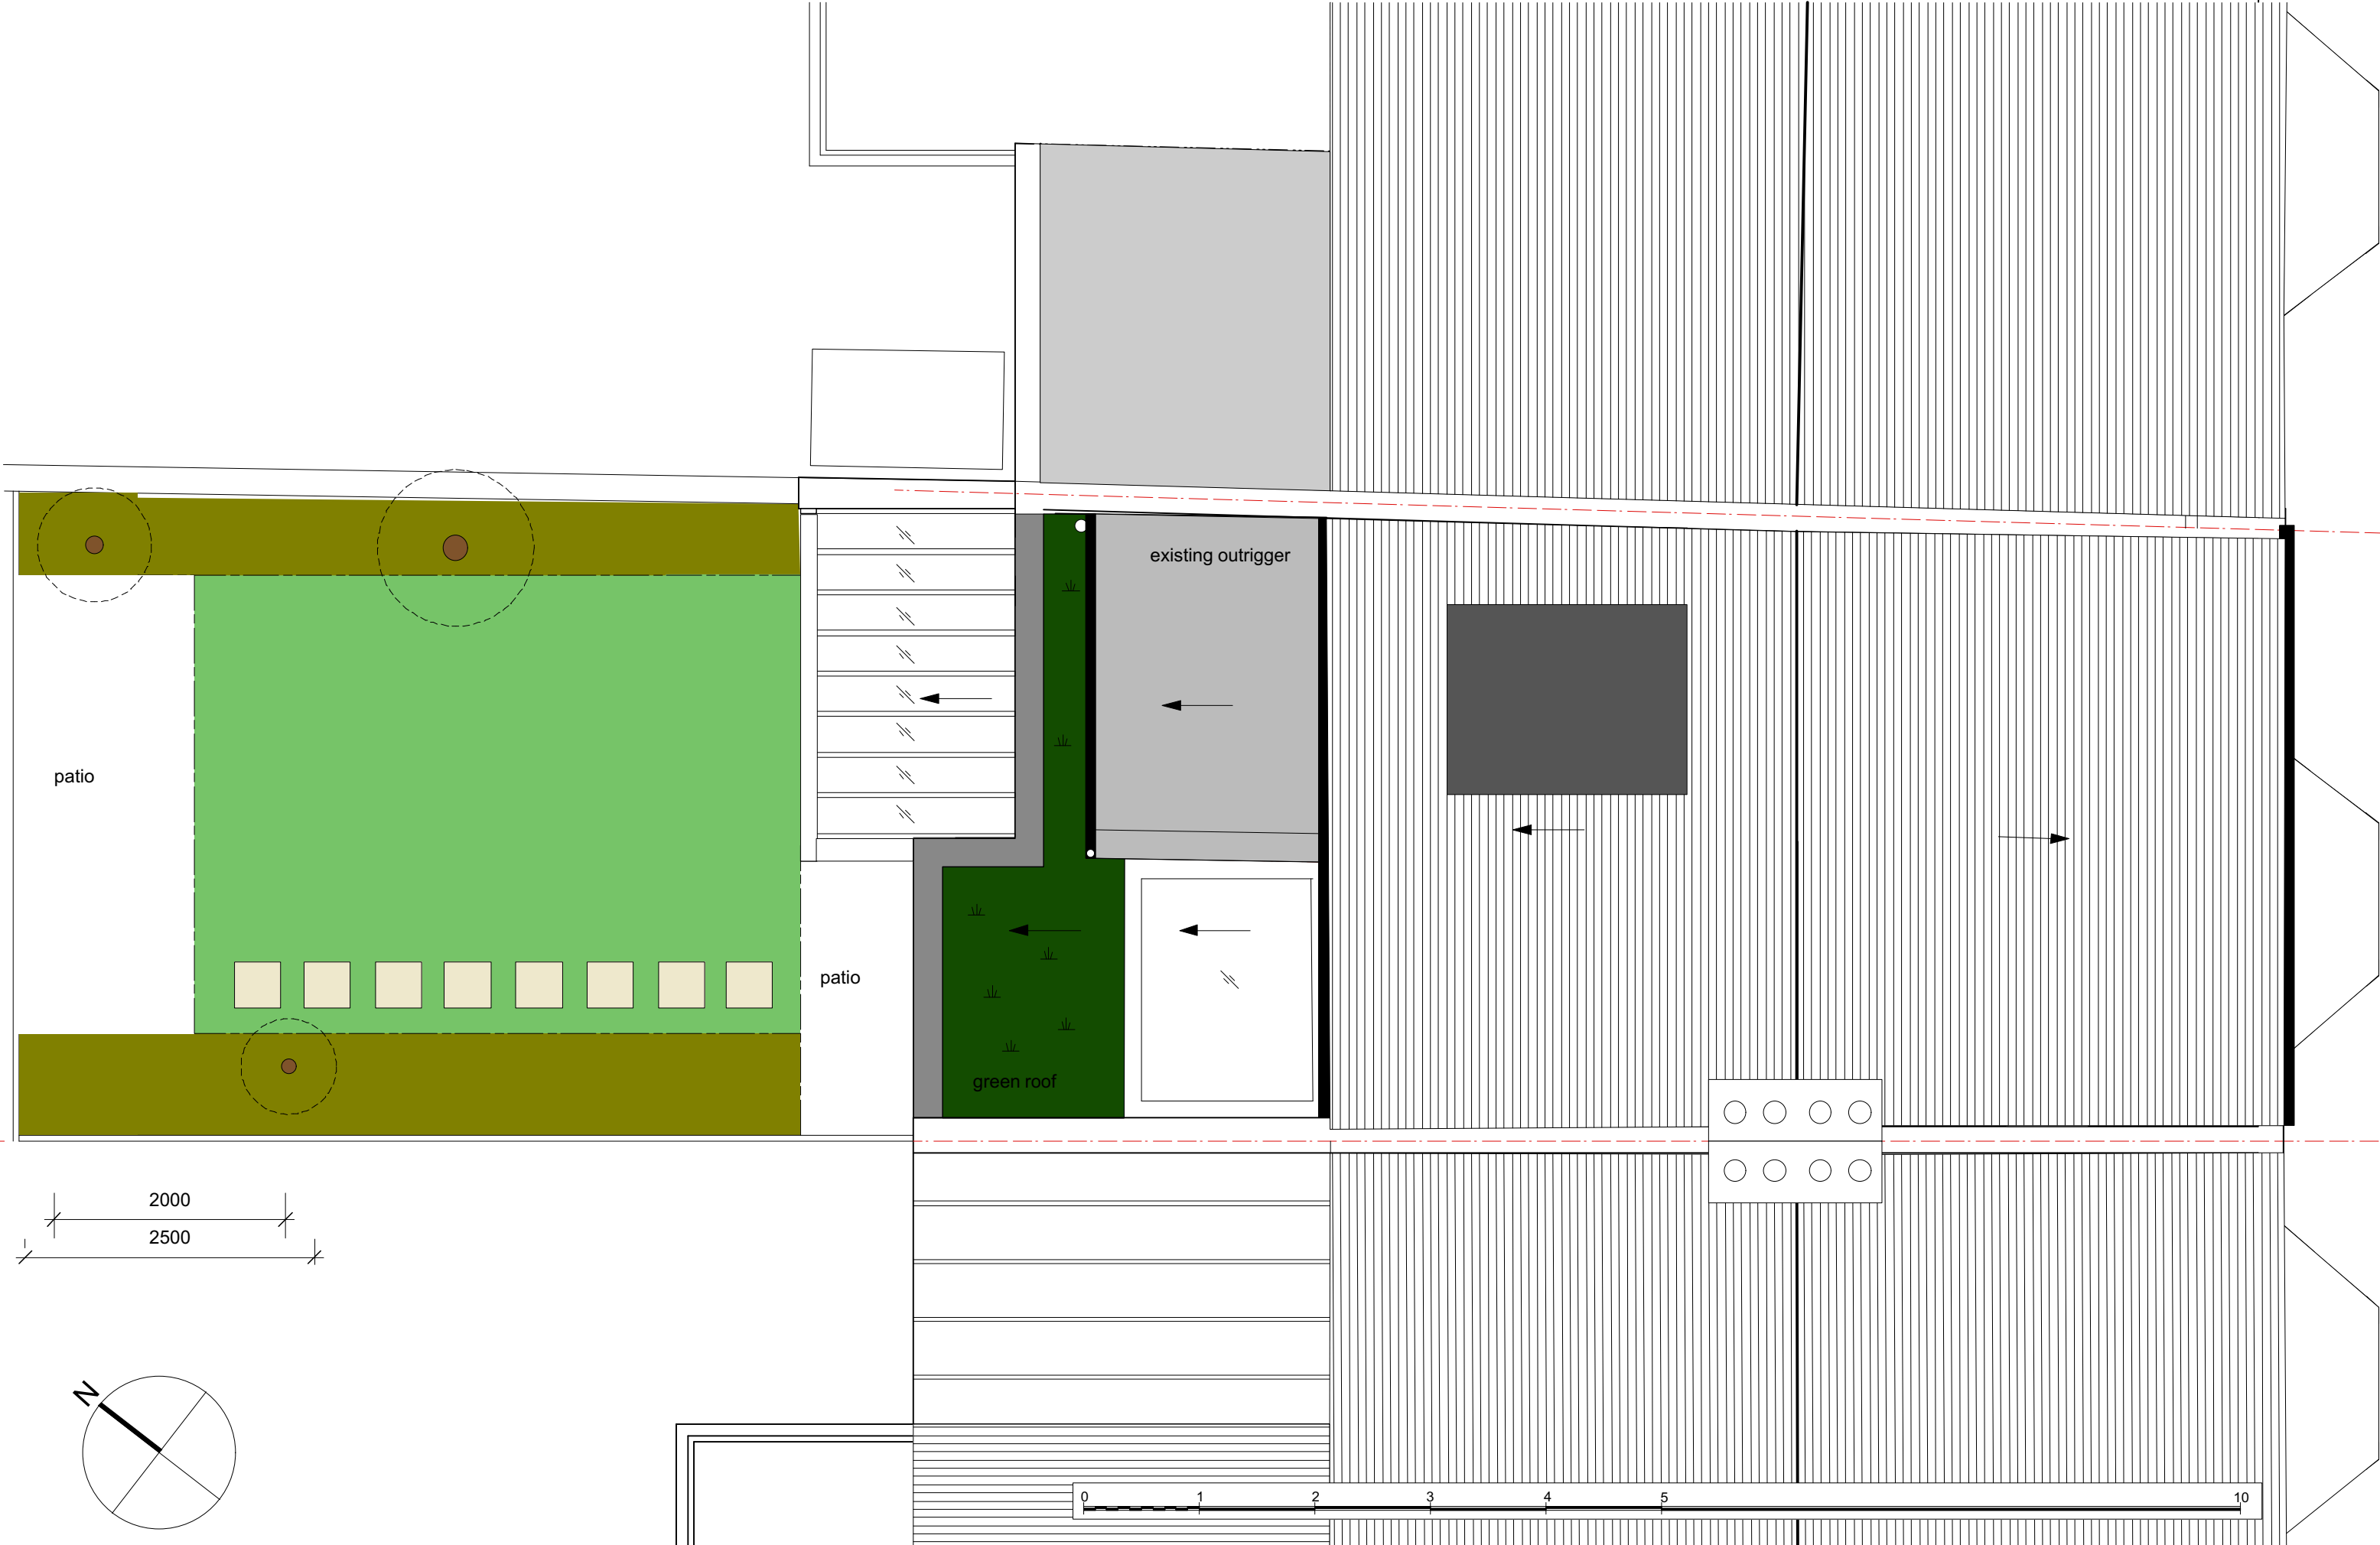 existing outrigger
patio
patio
green roof
2000
2500
N
0 1 2 3 4 5 10